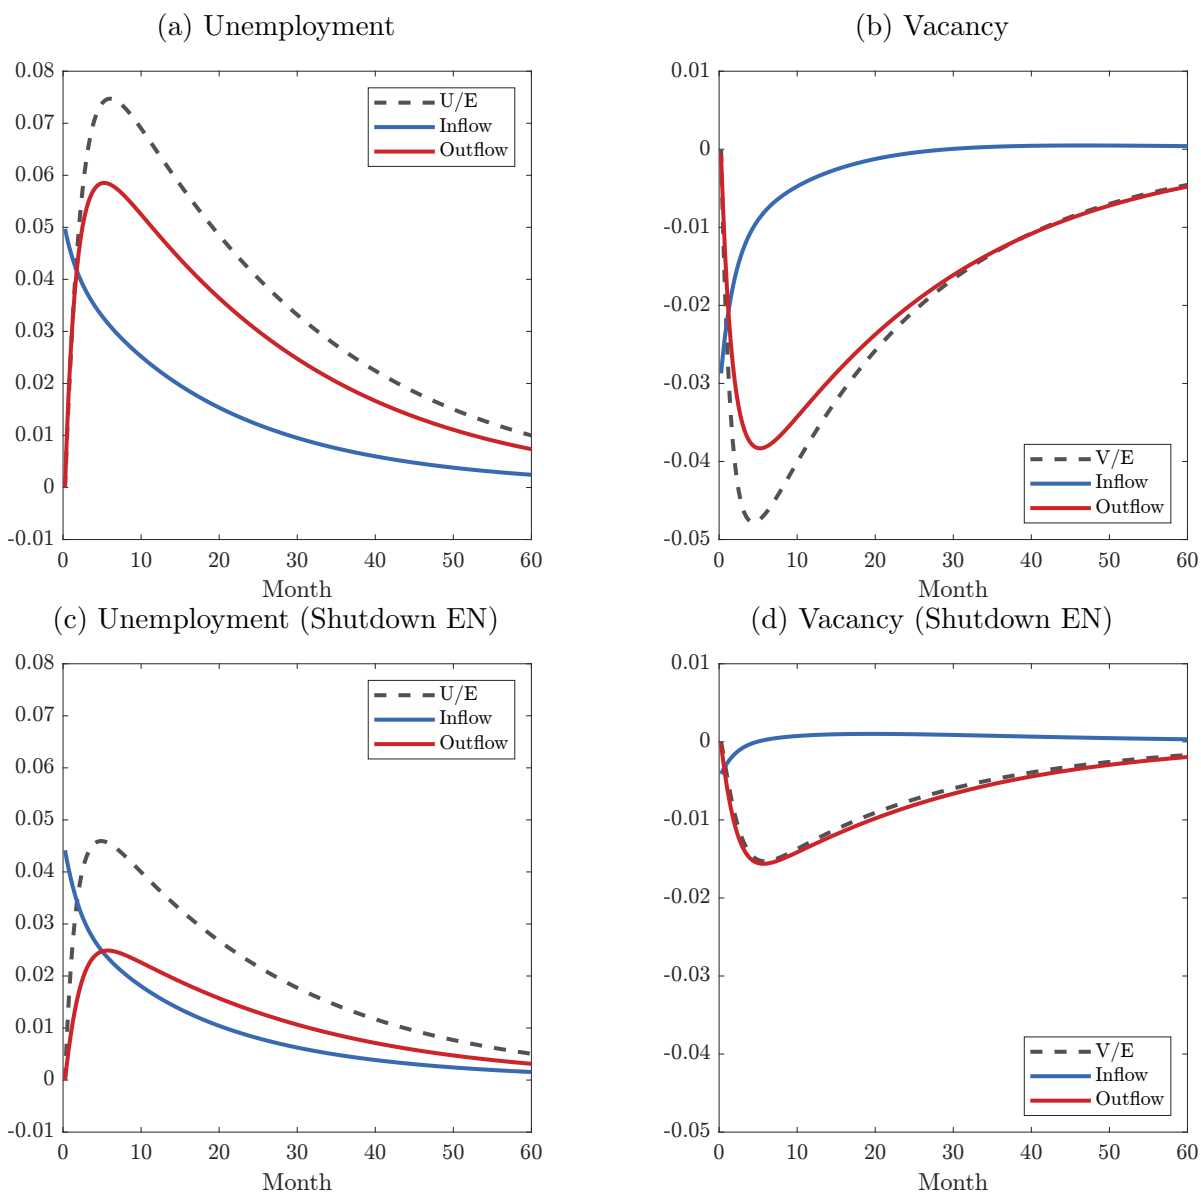 (a) Unemployment
0.08
0.07
0.06
0.05
0.04
0.03
0.02
0.01
0
-0.01
0 10 20 30 40 50 60
Month
U/E
Inflow
Outflow
(b) Vacancy
0.01
0
-0.01
-0.02
-0.03
-0.04
-0.05
0 10 20 30 40 50 60
Month
V/E
Inflow
Outflow
(c) Unemployment (Shutdown EN)
0.08
0.07
0.06
0.05
0.04
0.03
0.02
0.01
0
-0.01
0 10 20 30 40 50 60
Month
U/E
Inflow
Outflow
(d) Vacancy (Shutdown EN)
0.01
0
-0.01
-0.02
-0.03
-0.04
-0.05
0 10 20 30 40 50 60
Month
V/E
Inflow
Outflow